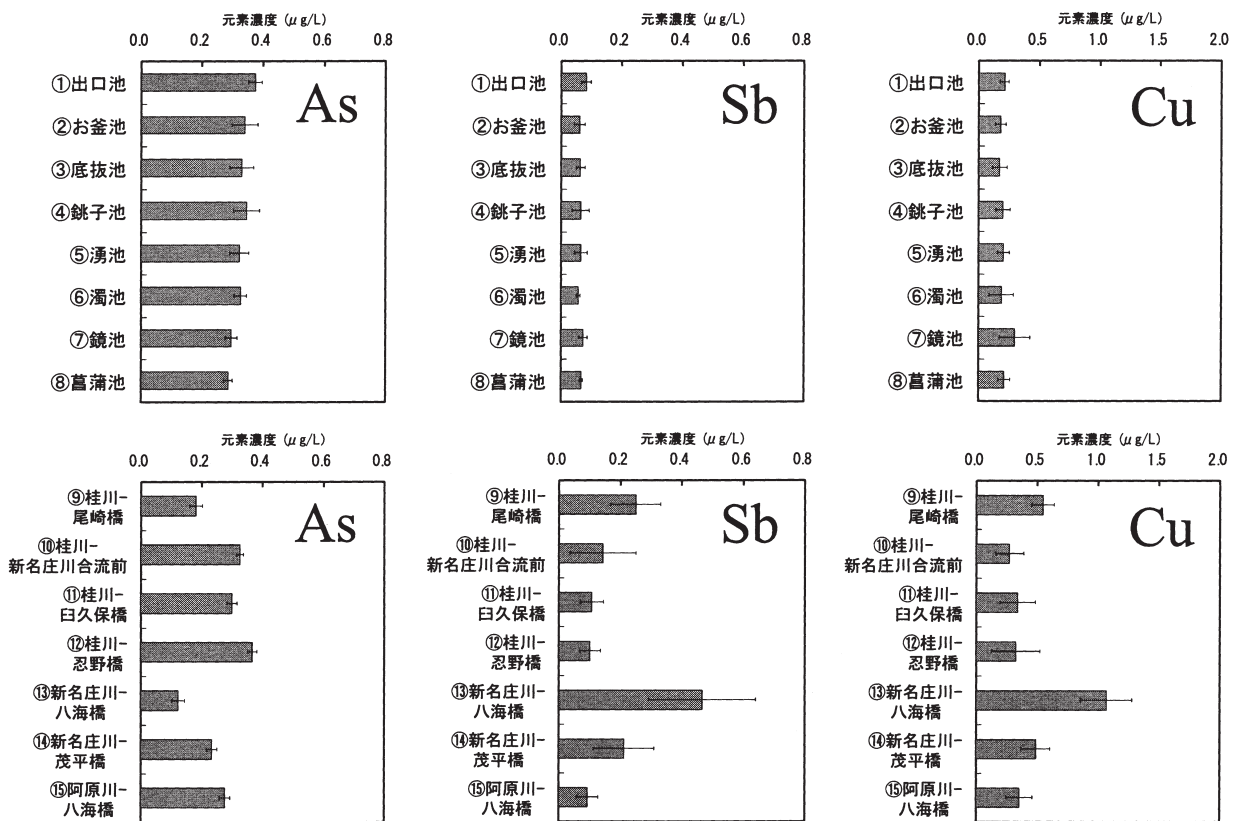 元素濃度 (μg/L)
0.0 0.2 0.4 0.6 0.8
As
①出口池
②お釜池
③底抜池
④銚子池
⑤湧池
⑥濁池
⑦鏡池
⑧菖蒲池
元素濃度 (μg/L)
0.0 0.2 0.4 0.6 0.8
Sb
①出口池
②お釜池
③底抜池
④銚子池
⑤湧池
⑥濁池
⑦鏡池
⑧菖蒲池
元素濃度 (μg/L)
0.0 0.5 1.0 1.5 2.0
Cu
①出口池
②お釜池
③底抜池
④銚子池
⑤湧池
⑥濁池
⑦鏡池
⑧菖蒲池
元素濃度 (μg/L)
0.0 0.2 0.4 0.6 0.8
As
⑨桂川-
尾崎橋
⑩桂川-
新名庄川合流前
⑪桂川-
臼久保橋
⑫桂川-
忍野橋
⑬新名庄川-
八海橋
⑭新名庄川-
茂平橋
⑮阿原川-
八海橋
元素濃度 (μg/L)
0.0 0.2 0.4 0.6 0.8
Sb
⑨桂川-
尾崎橋
⑩桂川-
新名庄川合流前
⑪桂川-
臼久保橋
⑫桂川-
忍野橋
⑬新名庄川-
八海橋
⑭新名庄川-
茂平橋
⑮阿原川-
八海橋
元素濃度 (μg/L)
0.0 0.5 1.0 1.5 2.0
Cu
⑨桂川-
尾崎橋
⑩桂川-
新名庄川合流前
⑪桂川-
臼久保橋
⑫桂川-
忍野橋
⑬新名庄川-
八海橋
⑭新名庄川-
茂平橋
⑮阿原川-
八海橋